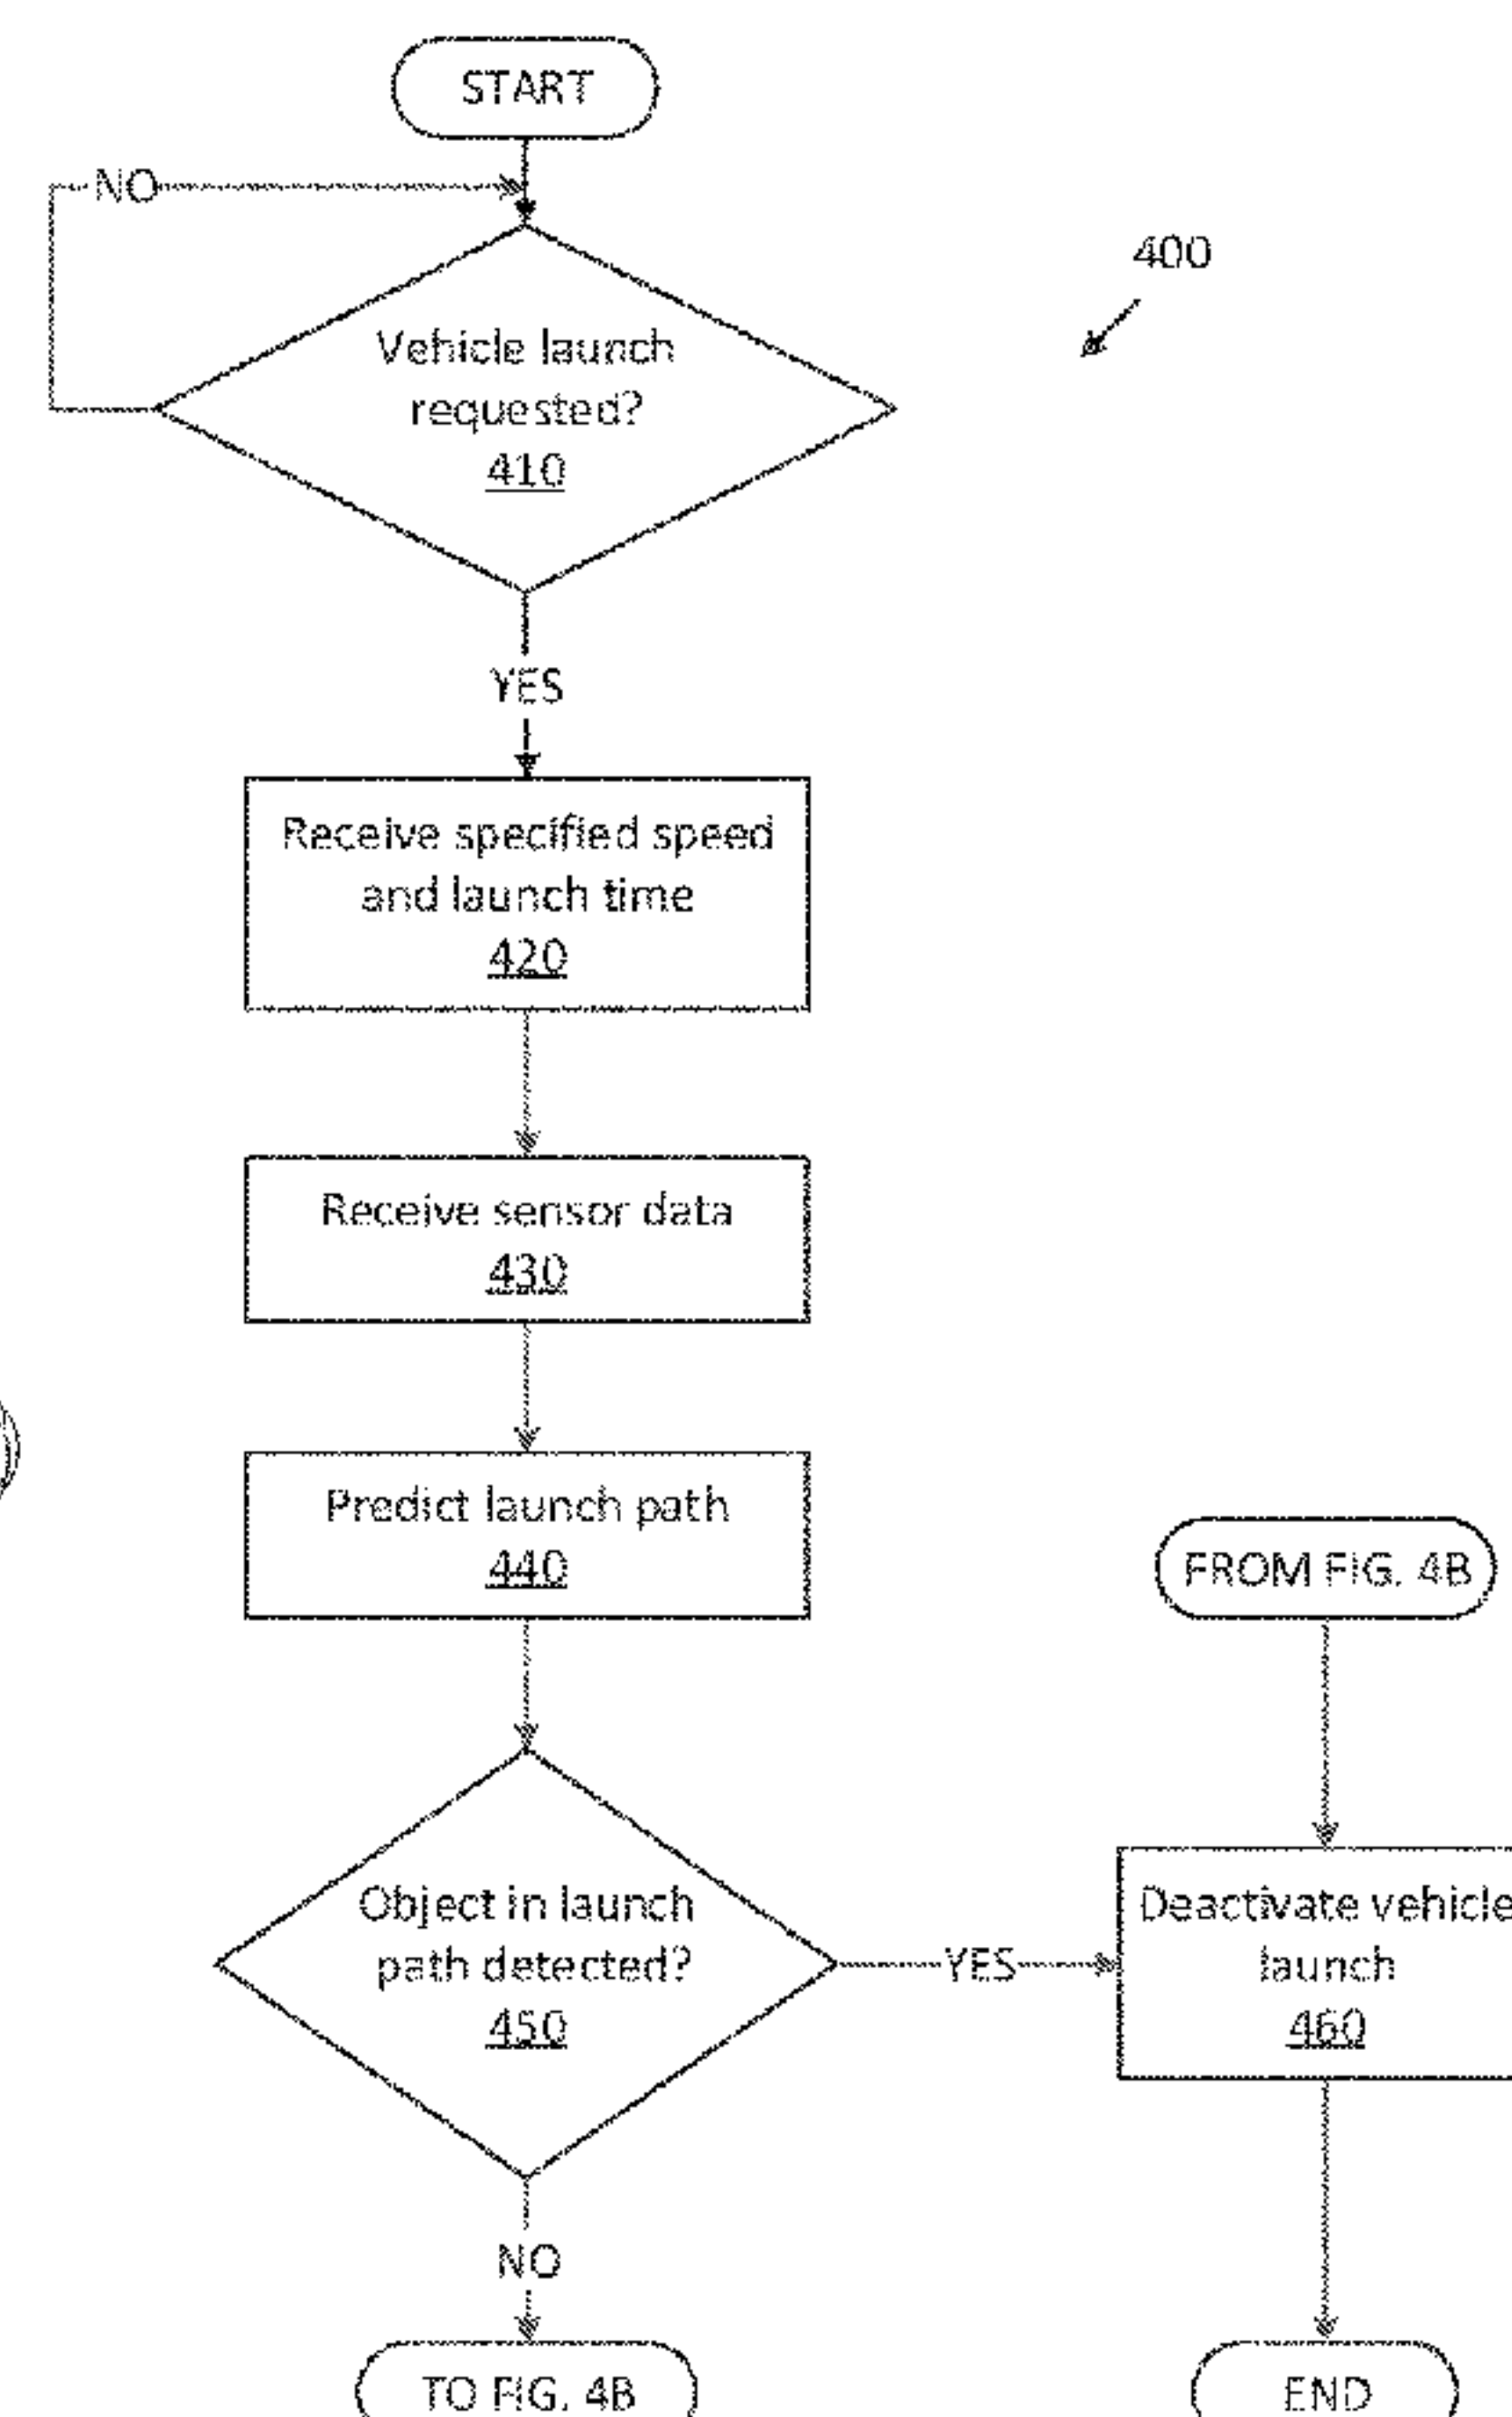 START
NO
400
Vehicle launch
requested?
410
YES
Receive specified speed
and launch time
420
Receive sensor data
430
Predict launch path
440
FROM FIG. 4B
Object in launch
path detected?
450
YES
Deactivate vehicle
launch
460
NO
TO FIG. 4B
END